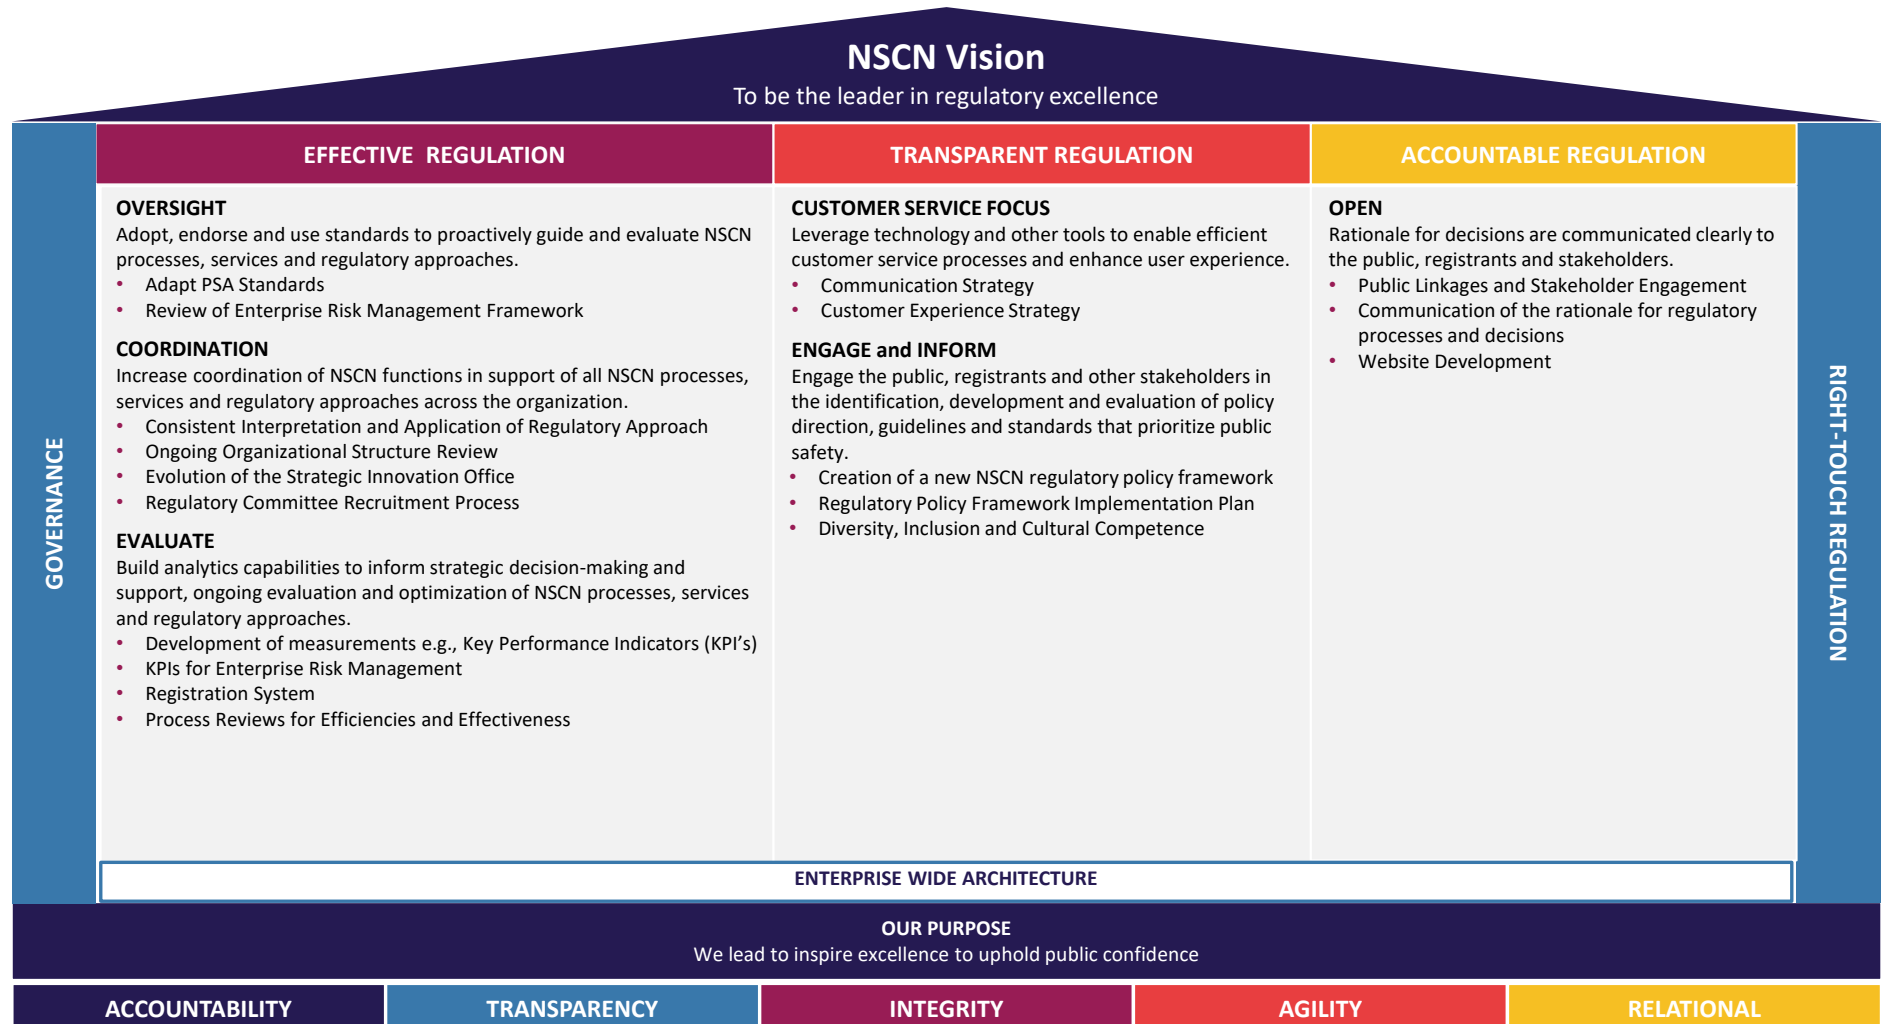 NSCN Vision
To be the leader in regulatory excellence
GOVERNANCE
EFFECTIVE REGULATION
OVERSIGHT
Adopt, endorse and use standards to proactively guide and evaluate NSCN
processes, services and regulatory approaches.
• Adapt PSA Standards
• Review of Enterprise Risk Management Framework
COORDINATION
Increase coordination of NSCN functions in support of all NSCN processes,
services and regulatory approaches across the organization.
• Consistent Interpretation and Application of Regulatory Approach
• Ongoing Organizational Structure Review
• Evolution of the Strategic Innovation Office
• Regulatory Committee Recruitment Process
EVALUATE
Build analytics capabilities to inform strategic decision-making and
support, ongoing evaluation and optimization of NSCN processes, services
and regulatory approaches.
• Development of measurements e.g., Key Performance Indicators (KPI’s)
• KPIs for Enterprise Risk Management
• Registration System
• Process Reviews for Efficiencies and Effectiveness
TRANSPARENT REGULATION
CUSTOMER SERVICE FOCUS
Leverage technology and other tools to enable efficient
customer service processes and enhance user experience.
• Communication Strategy
• Customer Experience Strategy
ENGAGE and INFORM
Engage the public, registrants and other stakeholders in
the identification, development and evaluation of policy
direction, guidelines and standards that prioritize public
safety.
• Creation of a new NSCN regulatory policy framework
• Regulatory Policy Framework Implementation Plan
• Diversity, Inclusion and Cultural Competence
ACCOUNTABLE REGULATION
OPEN
Rationale for decisions are communicated clearly to
the public, registrants and stakeholders.
• Public Linkages and Stakeholder Engagement
• Communication of the rationale for regulatory
processes and decisions
• Website Development
RIGHT-TOUCH REGULATION
ENTERPRISE WIDE ARCHITECTURE
OUR PURPOSE
We lead to inspire excellence to uphold public confidence
ACCOUNTABILITY
TRANSPARENCY
INTEGRITY
AGILITY
RELATIONAL